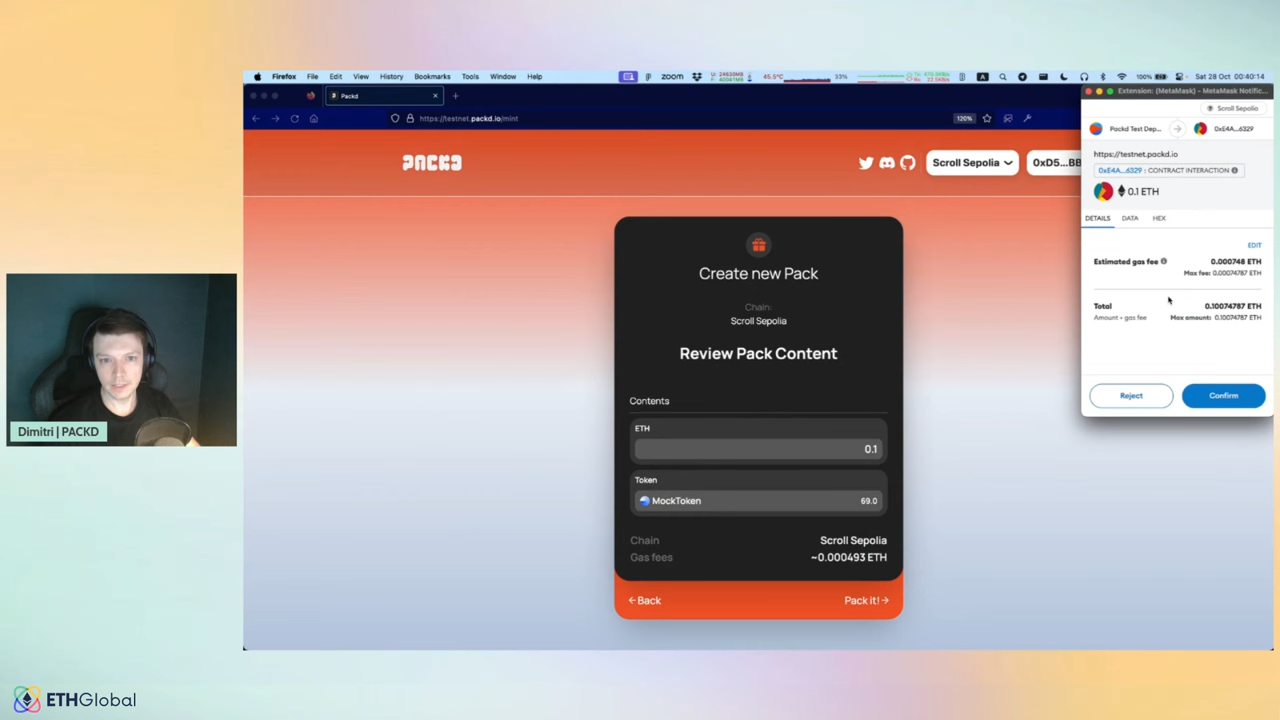 Firefox File Edit View History Bookmarks Tools Window Help
zoom
45.5°C
33%
100%
Sat 28 Oct 00:40:14
Packd
https://testnet.packd.io/mint
120%
PACKD
Scroll Sepolia
0xD5...BB
Create new Pack
Chain:
Scroll Sepolia
Review Pack Content
Contents
ETH
0.1
Token
MockToken 69.0
Chain Scroll Sepolia
Gas fees ~0.000493 ETH
←Back Pack it!→
Extension: (MetaMask) - MetaMask Notific...
Scroll Sepolia
Packd Test Dep... 0xE4A...6329
https://testnet.packd.io
0xE4A...6329 : CONTRACT INTERACTION
0.1 ETH
DETAILS DATA HEX
EDIT
Estimated gas fee 0.000748 ETH
Max fee: 0.00074787 ETH
Total 0.10074787 ETH
Amount + gas fee Max amount: 0.10074787 ETH
Reject Confirm
Dimitri | PACKD
ETHGlobal